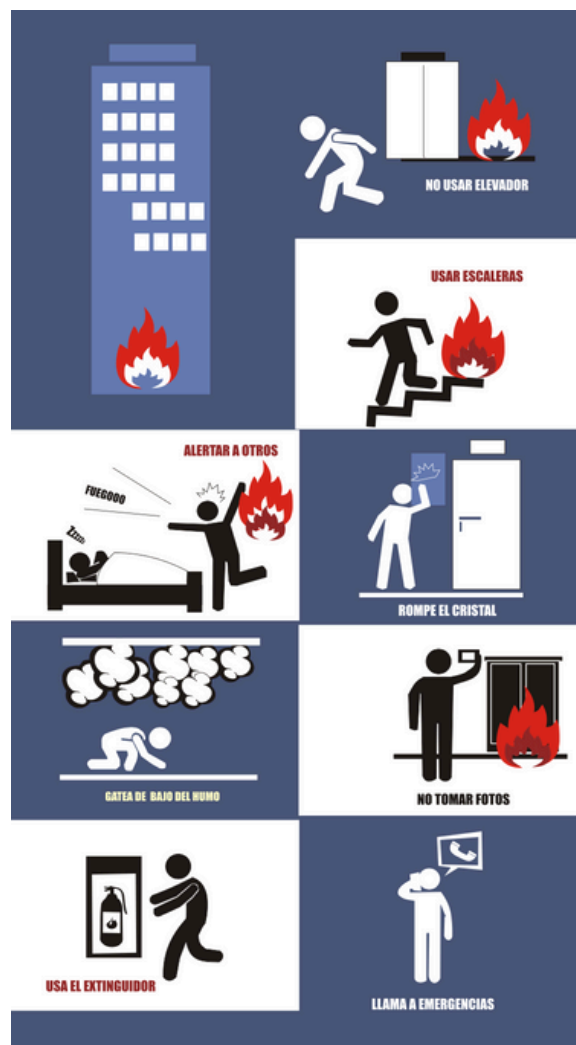 NO USAR ELEVADOR
USAR ESCALERAS
ALERTAR A OTROS
FUEGOOO
Zzzzz
ROMPE EL CRISTAL
GATEA DE BAJO DEL HUMO
NO TOMAR FOTOS
USA EL EXTINGUIDOR
LLAMA A EMERGENCIAS